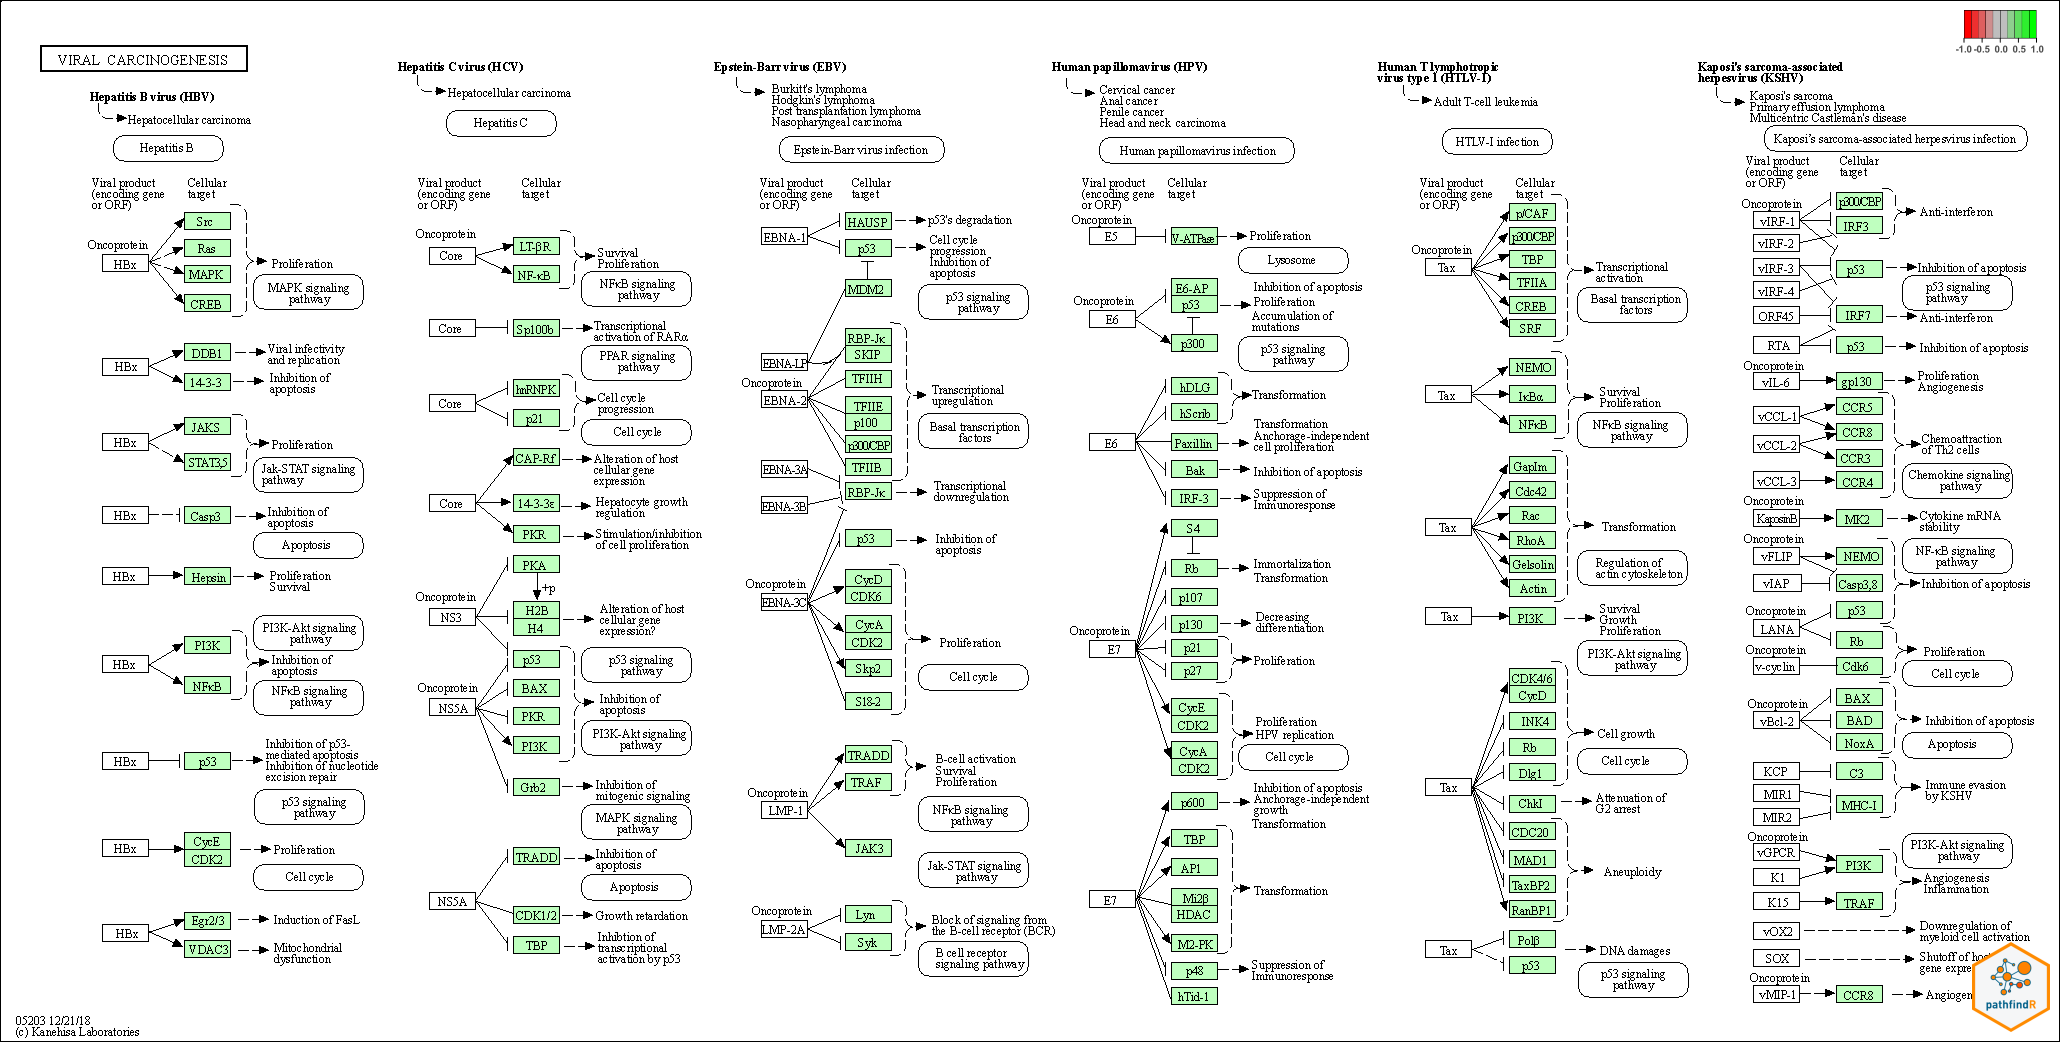 VIRAL CARCINOGENESIS
-1.0 -0.5 0.0 0.5 1.0
Hepatitis B virus (HBV)
Hepatocellular carcinoma
Hepatitis B
Viral product
(encoding gene
or ORF)
Cellular
target
Oncoprotein
HBx
Src
Ras
MAPK
CREB
Proliferation
MAPK signaling
pathway
HBx
DDB1
14-3-3
Viral infectivity
and replication
Inhibition of
apoptosis
HBx
JAKS
STAT3,5
Proliferation
Jak-STAT signaling
pathway
HBx
Casp3
Inhibition of
apoptosis
Apoptosis
HBx
Hepsin
Proliferation
Survival
PI3K-Akt signaling
pathway
HBx
PI3K
NFκB
Inhibition of
apoptosis
NFκB signaling
pathway
HBx
p53
Inhibition of p53-
mediated apoptosis
Inhibition of nucleotide
excision repair
p53 signaling
pathway
HBx
CycE
CDK2
Proliferation
Cell cycle
HBx
Egr2/3
VDAC3
Induction of FasL
Mitochondrial
dysfunction
05203 12/21/18
(c) Kanehisa Laboratories
Hepatitis C virus (HCV)
Hepatocellular carcinoma
Hepatitis C
Viral product
(encoding gene
or ORF)
Cellular
target
Oncoprotein
Core
LT-βR
NF-κB
Survival
Proliferation
NFκB signaling
pathway
Core
Sp100b
Transcriptional
activation of RARα
PPAR signaling
pathway
Core
hnRNPK
p21
Cell cycle
progression
Cell cycle
Core
CAP-Rf
14-3-3ε
PKR
Alteration of host
cellular gene
expression
Hepatocyte growth
regulation
Stimulation/inhibition
of cell proliferation
Oncoprotein
NS3
PKA
+p
H2B
H4
Alteration of host
cellular gene
expression?
p53
p53 signaling
pathway
Oncoprotein
NS5A
BAX
PKR
PI3K
Inhibition of
apoptosis
PI3K-Akt signaling
pathway
Grb2
Inhibition of
mitogenic signaling
MAPK signaling
pathway
NS5A
TRADD
CDK1/2
TBP
Inhibition of
apoptosis
Apoptosis
Growth retardation
Inhibtion of
transcriptional
activation by p53
Epstein-Barr virus (EBV)
Burkitt's lymphoma
Hodgkin's lymphoma
Post transplantation lymphoma
Nasopharyngeal carcinoma
Epstein-Barr virus infection
Viral product
(encoding gene
or ORF)
Cellular
target
EBNA-1
HAUSP
p53
MDM2
p53's degradation
Cell cycle
progression
Inhibition of
apoptosis
p53 signaling
pathway
EBNA-LP
Oncoprotein
EBNA-2
RBP-Jκ
SKIP
TFIIH
TFIIE
p100
p300/CBP
TFIIB
Transcriptional
upregulation
Basal transcription
factors
EBNA-3A
EBNA-3B
RBP-Jκ
Transcriptional
downregulation
p53
Inhibition of
apoptosis
Oncoprotein
EBNA-3C
CycD
CDK6
CycA
CDK2
Skp2
S18-2
Proliferation
Cell cycle
Oncoprotein
LMP-1
TRADD
TRAF
JAK3
B-cell activation
Survival
Proliferation
NFκB signaling
pathway
Jak-STAT signaling
pathway
Oncoprotein
LMP-2A
Lyn
Syk
Block of signaling from
the B-cell receptor (BCR)
B cell receptor
signaling pathway
Human papillomavirus (HPV)
Cervical cancer
Anal cancer
Penile cancer
Head and neck carcinoma
Human papillomavirus infection
Viral product
(encoding gene
or ORF)
Cellular
target
Oncoprotein
E5
V-ATPase
Proliferation
Lysosome
Oncoprotein
E6
E6-AP
p53
p300
Inhibition of apoptosis
Proliferation
Accumulation of
mutations
p53 signaling
pathway
E6
hDLG
hScrib
Paxillin
Bak
IRF-3
Transformation
Transformation
Anchorage-independent
cell proliferation
Inhibition of apoptosis
Suppression of
Immunoresponse
Oncoprotein
E7
S4
Rb
p107
p130
p21
p27
CycE
CDK2
CycA
CDK2
p600
Immortalization
Transformation
Decreasing
differentiation
Proliferation
Proliferation
HPV replication
Cell cycle
Inhibition of apoptosis
Anchorage-independent
growth
Transformation
E7
TBP
AP1
Mi2β
HDAC
M2-PK
p48
hTid-1
Transformation
Suppression of
Immunoresponse
Human T lymphotropic
virus type 1 (HTLV-1)
Adult T-cell leukemia
HTLV-I infection
Viral product
(encoding gene
or ORF)
Cellular
target
Oncoprotein
Tax
p/CAF
p300/CBP
TBP
TFIIA
CREB
SRF
Transcriptional
activation
Basal transcription
factors
Tax
NEMO
IκBα
NFκB
Survival
Proliferation
NFκB signaling
pathway
Tax
GapIm
Cdc42
Rac
RhoA
Gelsolin
Actin
Transformation
Regulation of
actin cytoskeleton
Tax
PI3K
Survival
Growth
Proliferation
PI3K-Akt signaling
pathway
Tax
CDK4/6
CycD
INK4
Rb
Dlg1
ChkI
CDC20
MAD1
TaxBP2
RanBP1
Cell growth
Cell cycle
Attenuation of
G2 arrest
Aneuploidy
Tax
Polβ
p53
DNA damages
p53 signaling
pathway
Kaposi's sarcoma-associated
herpesvirus (KSHV)
Kaposi's sarcoma
Primary effusion lymphoma
Multicentric Castleman's disease
Kaposi's sarcoma-associated herpesvirus infection
Viral product
(encoding gene
or ORF)
Cellular
target
Oncoprotein
vIRF-1
vIRF-2
vIRF-3
vIRF-4
ORF45
RTA
p300/CBP
IRF3
p53
IRF7
p53
Anti-interferon
Inhibition of apoptosis
p53 signaling
pathway
Anti-interferon
Inhibition of apoptosis
Oncoprotein
vIL-6
gp130
Proliferation
Angiogenesis
vCCL-1
vCCL-2
vCCL-3
CCR5
CCR8
CCR3
CCR4
Chemoattraction
of Th2 cells
Chemokine signaling
pathway
Oncoprotein
KaposinB
MK2
Cytokine mRNA
stability
Oncoprotein
vFLIP
vIAP
NEMO
Casp3,8
NF-κB signaling
pathway
Inhibition of apoptosis
Oncoprotein
LANA
p53
Rb
Oncoprotein
v-cyclin
Cdk6
Proliferation
Cell cycle
Oncoprotein
vBcl-2
BAX
BAD
NoxA
Inhibition of apoptosis
Apoptosis
KCP
MIR1
MIR2
C3
MHC-I
Immune evasion
by KSHV
Oncoprotein
vGPCR
K1
K15
PI3K
TRAF
PI3K-Akt signaling
pathway
Angiogenesis
Inflammation
vOX2
Downregulation of
myeloid cell activation
SOX
Shutoff of
gene
Oncoprotein
vMIP-1
CCR8
pathfindR